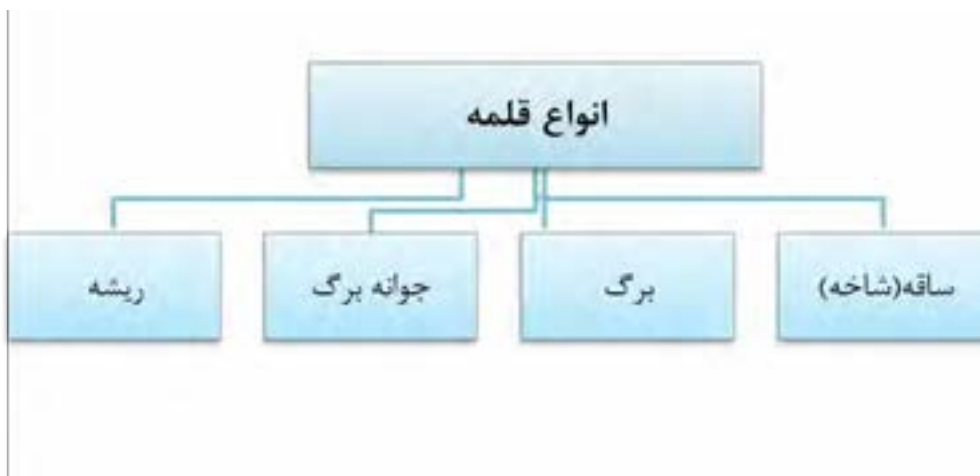 انواع قلمه
ساقه(شاخه)
برگ
جوانه برگ
ریشه